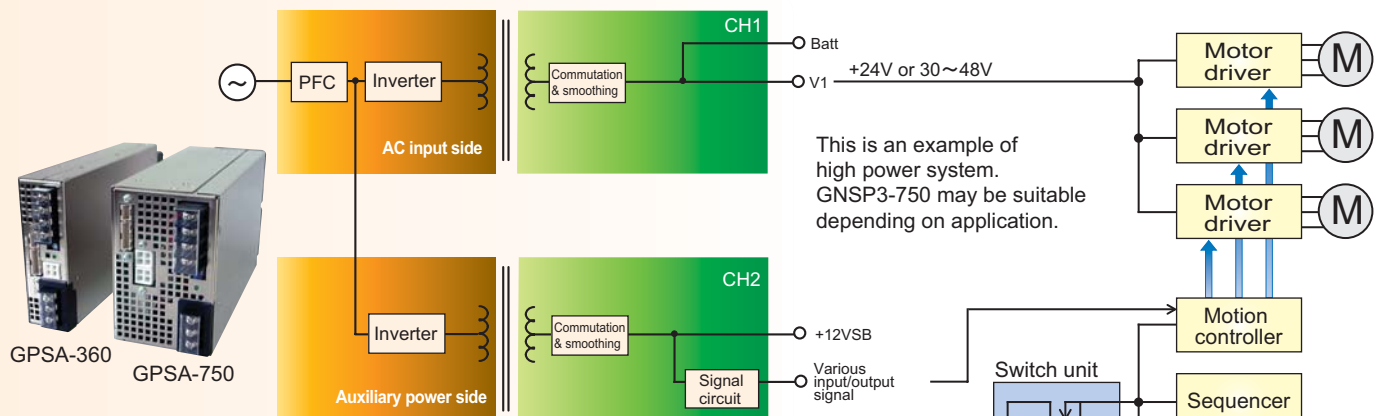 CH1
Batt
PFC
Inverter
Commutation
& smoothing
V1
+24V or 30～48V
Motor
driver
M
AC input side
This is an example of
high power system.
GNSP3-750 may be suitable
depending on application.
Motor
driver
M
Motor
driver
M
GPSA-360
GPSA-750
CH2
Inverter
Commutation
& smoothing
+12VSB
Motion
controller
Auxiliary power side
Signal
circuit
Various
input/output
signal
Switch unit
Sequencer